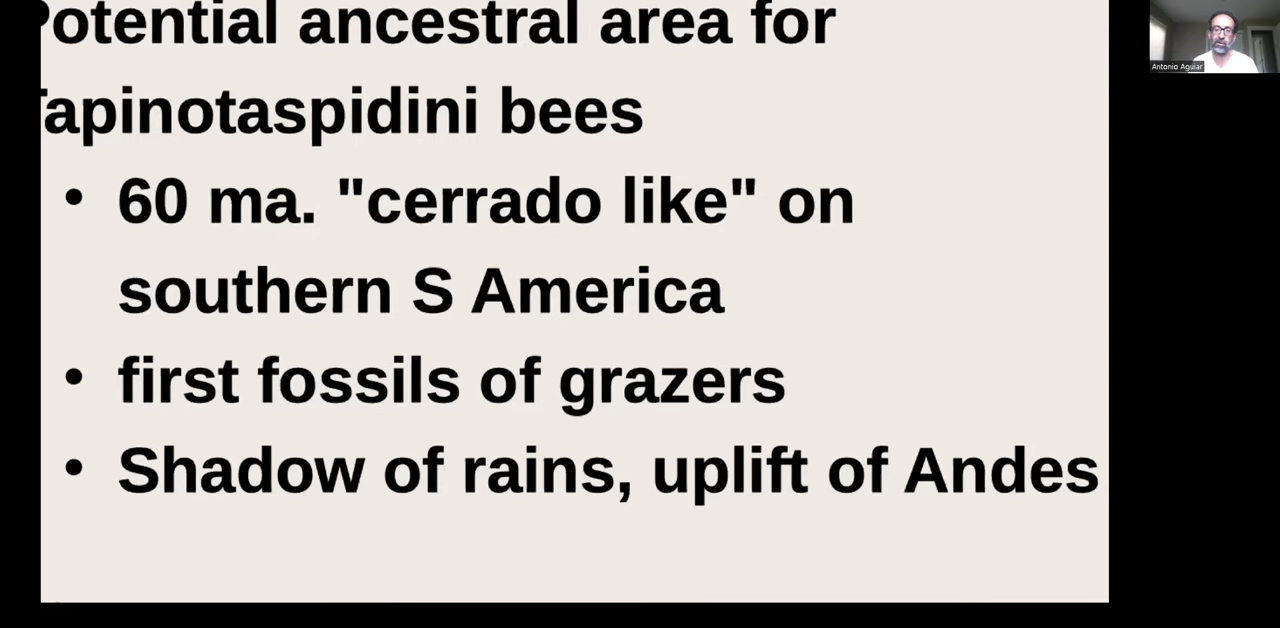 Potential ancestral area for
Tapinotaspidini bees
• 60 ma. "cerrado like" on
southern S America
• first fossils of grazers
• Shadow of rains, uplift of Andes
Antonio Aguiar